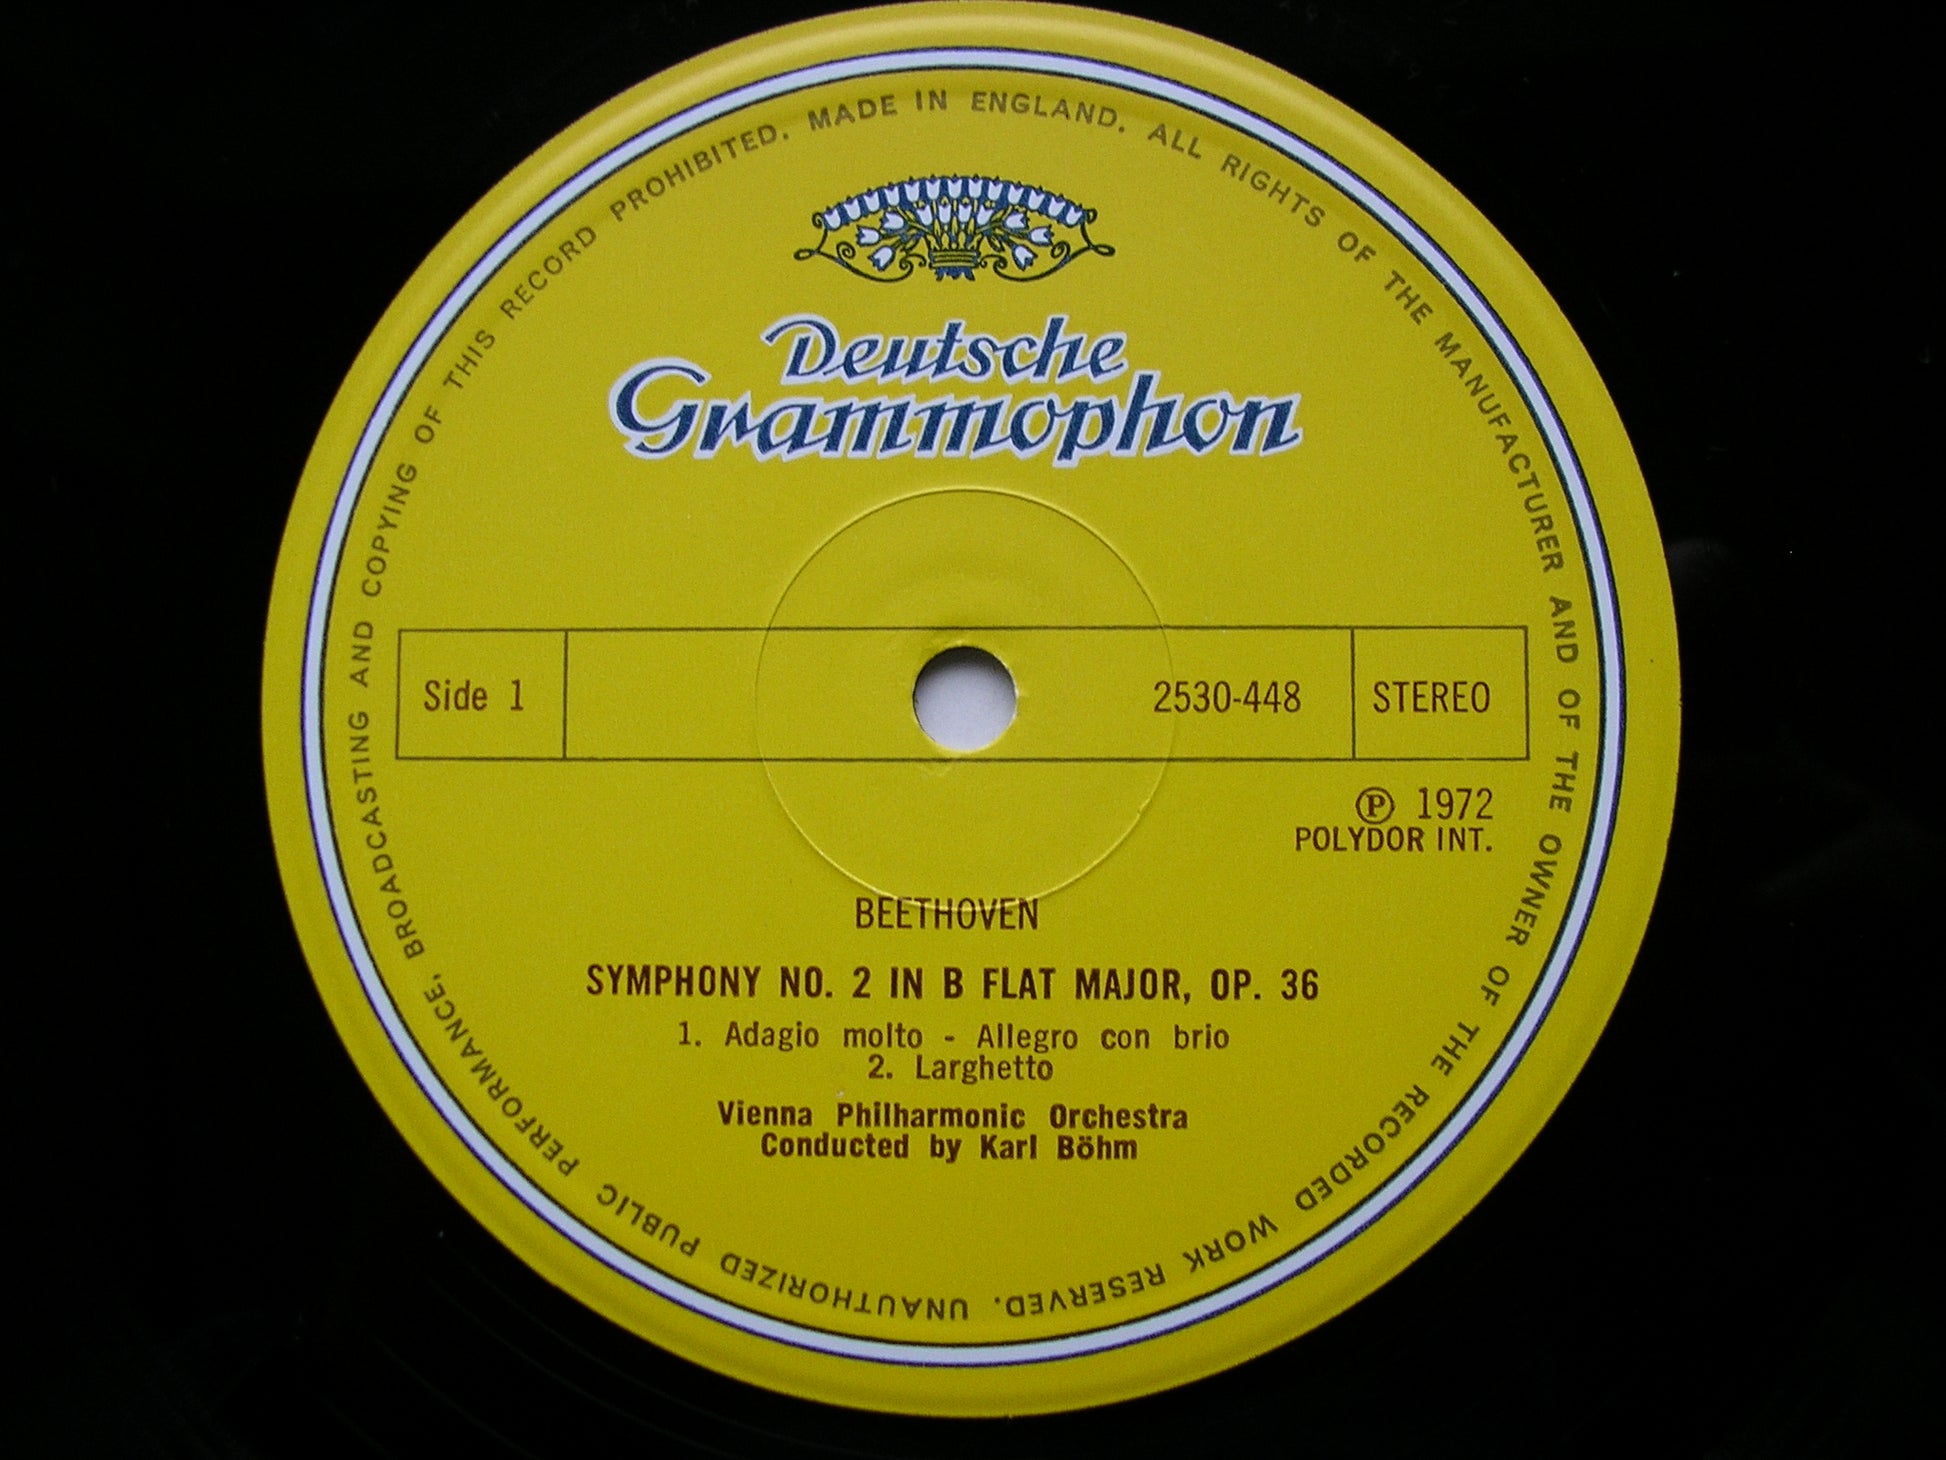 Deutsche
Grammophon
Side 1
2530-448
STEREO
Ⓟ 1972
POLYDOR INT.
BEETHOVEN
SYMPHONY NO. 2 IN B FLAT MAJOR, OP. 36
1. Adagio molto - Allegro con brio
2. Larghetto
Vienna Philharmonic Orchestra
Conducted by Karl Böhm
MADE IN ENGLAND. ALL RIGHTS OF THE MANUFACTURER AND OF THE OWNER OF THE RECORDED WORK RESERVED. UNAUTHORIZED PUBLIC PERFORMANCE, BROADCASTING AND COPYING OF THIS RECORD PROHIBITED.